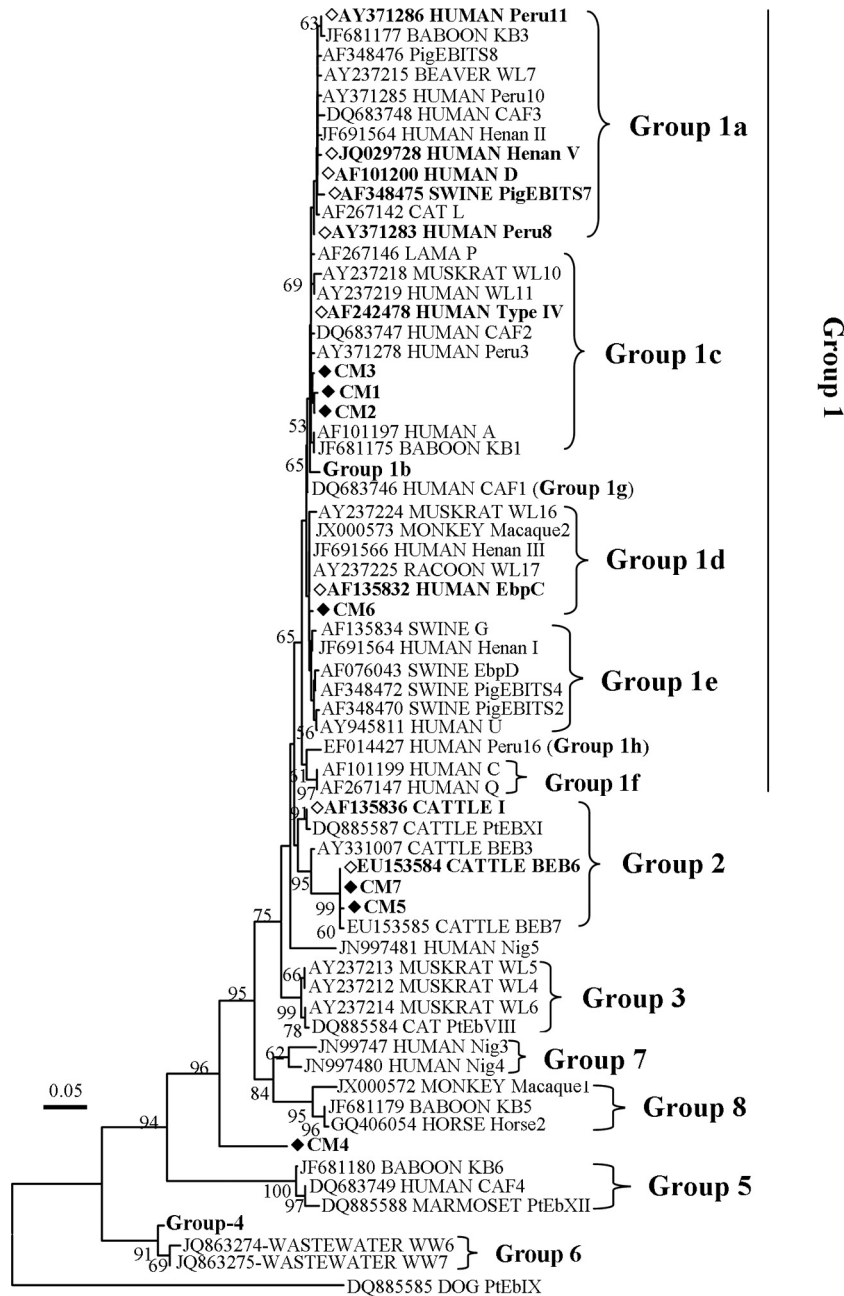 63
◇AY371286 HUMAN Peru11
JF681177 BABOON KB3
AF348476 PigEBITS8
AY237215 BEAVER WL7
AY371285 HUMAN Peru10
DQ683748 HUMAN CAF3
JF691564 HUMAN Henan II
◇JQ029728 HUMAN Henan V
◇AF101200 HUMAN D
◇AF348475 SWINE PigEBITS7
AF267142 CAT L
◇AY371283 HUMAN Peru8
Group 1a
AF267146 LAMA P
69
AY237218 MUSKRAT WL10
AY237219 HUMAN WL11
◇AF242478 HUMAN Type IV
DQ683747 HUMAN CAF2
AY371278 HUMAN Peru3
◆CM3
◆CM1
◆CM2
53
AF101197 HUMAN A
JF681175 BABOON KB1
Group 1c
Group 1
65
Group 1b
DQ683746 HUMAN CAF1 (Group 1g)
AY237224 MUSKRAT WL16
JX000573 MONKEY Macaque2
JF691566 HUMAN Henan III
AY237225 RACOON WL17
◇AF135832 HUMAN EbpC
◆CM6
Group 1d
65
AF135834 SWINE G
JF691564 HUMAN Henan I
AF076043 SWINE EbpD
AF348472 SWINE PigEBITS4
AF348470 SWINE PigEBITS2
AY945811 HUMAN U
Group 1e
56
EF014427 HUMAN Peru16 (Group 1h)
61
AF101199 HUMAN C
97
AF267147 HUMAN Q
Group 1f
91
◇AF135836 CATTLE I
DQ885587 CATTLE PtEBXI
AY331007 CATTLE BEB3
◇EU153584 CATTLE BEB6
95
◆CM7
99
◆CM5
60
EU153585 CATTLE BEB7
Group 2
75
JN997481 HUMAN Nig5
66
AY237213 MUSKRAT WL5
AY237212 MUSKRAT WL4
99
AY237214 MUSKRAT WL6
78
DQ885584 CAT PtEbVIII
Group 3
95
62
JN99747 HUMAN Nig3
JN997480 HUMAN Nig4
Group 7
96
84
JX000572 MONKEY Macaque1
95
JF681179 BABOON KB5
96
GQ406054 HORSE Horse2
Group 8
0.05
94
◆CM4
JF681180 BABOON KB6
100
DQ683749 HUMAN CAF4
97
DQ885588 MARMOSET PtEbXII
Group 5
Group-4
91
JQ863274-WASTEWATER WW6
69
JQ863275-WASTEWATER WW7
Group 6
DQ885585 DOG PtEbIX